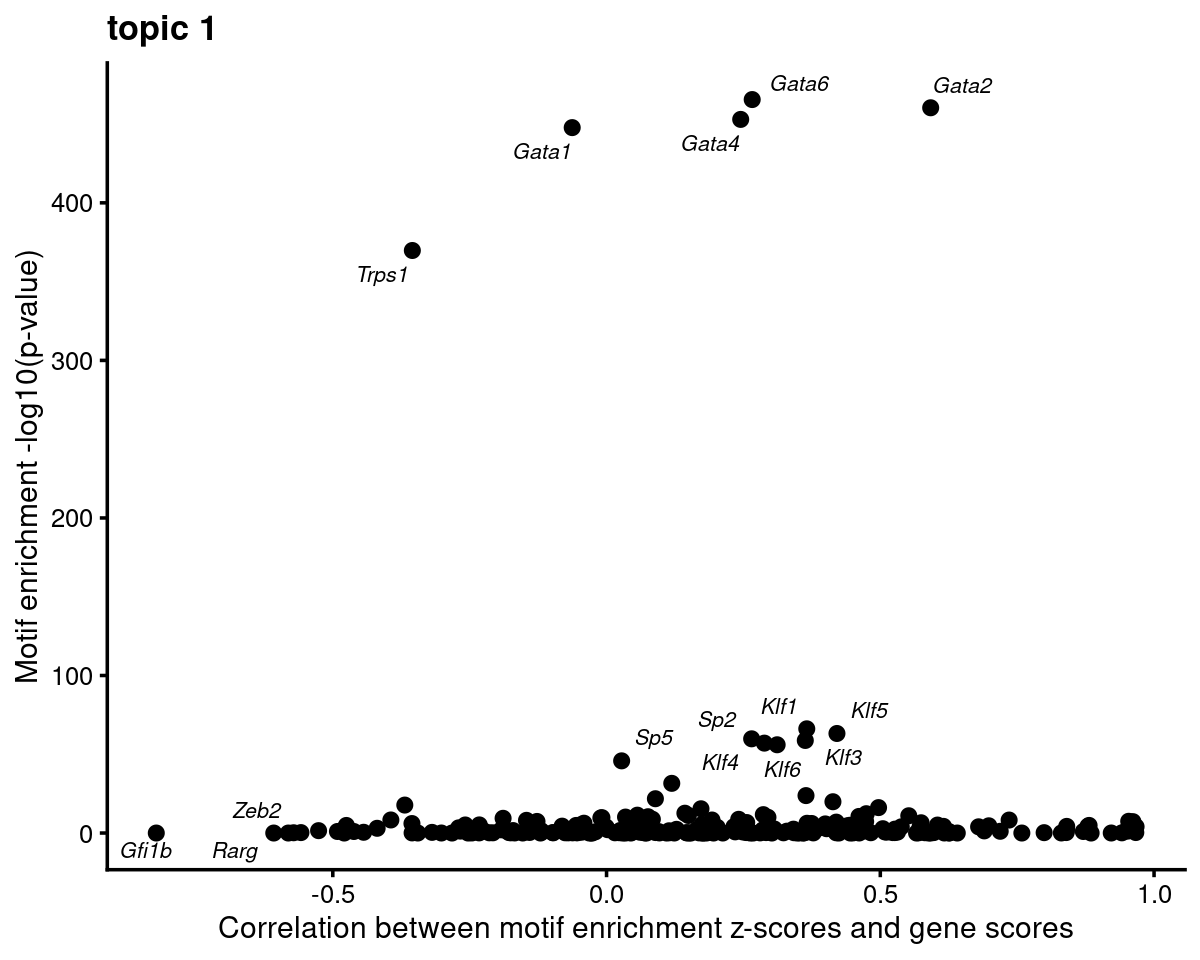 topic 1
Gata6
Gata2
Gata4
Gata1
Trps1
Klf1
Klf5
Sp2
Sp5
Klf4
Klf6
Klf3
Zeb2
Gfi1b
Rarg
400
300
200
100
0
Motif enrichment -log10(p-value)
-0.5
0.0
0.5
1.0
Correlation between motif enrichment z-scores and gene scores